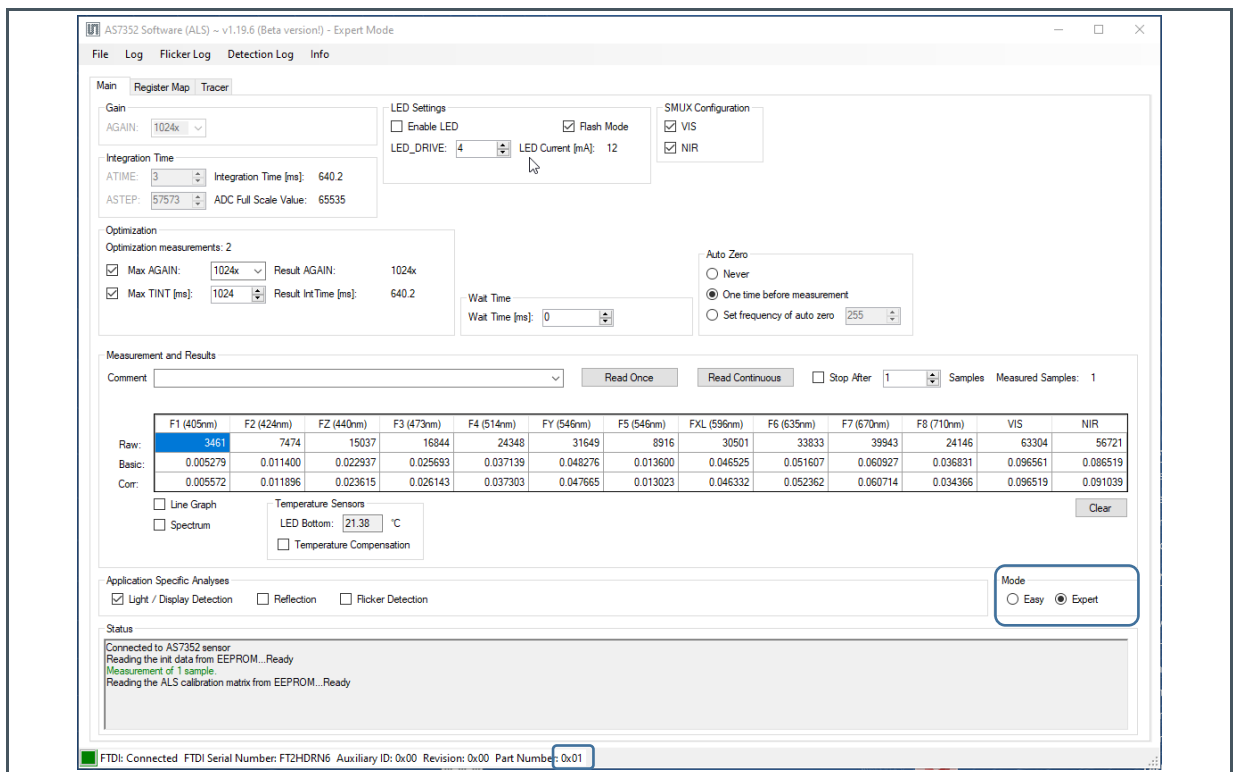 AS7352 Software (ALS) ~ v1.19.6 (Beta version!) - Expert Mode
File Log Flicker Log Detection Log Info
Main Register Map Tracer
Gain
AGAIN: 1024x
Integration Time
ATIME: 3 Integration Time [ms]: 640.2
ASTEP: 57573 ADC Full Scale Value: 65535
LED Settings
Enable LED Flash Mode
LED_DRIVE: 4 LED Current [mA]: 12
SMUX Configuration
VIS
NIR
Optimization
Optimization measurements: 2
Max AGAIN: 1024x Result AGAIN: 1024x
Max TINT [ms]: 1024 Result IntTime [ms]: 640.2
Wait Time
Wait Time [ms]: 0
Auto Zero
Never
One time before measurement
Set frequency of auto zero 255
Measurement and Results
Comment Read Once Read Continuous Stop After 1 Samples Measured Samples: 1
F1 (405nm) F2 (424nm) FZ (440nm) F3 (473nm) F4 (514nm) FY (546nm) F5 (546nm) FXL (596nm) F6 (635nm) F7 (670nm) F8 (710nm) VIS NIR
Raw: 3461 7474 15037 16844 24348 31649 8916 30501 33833 39943 24146 63304 56721
Basic: 0.005279 0.011400 0.022937 0.025693 0.037139 0.048276 0.013600 0.046525 0.051607 0.060927 0.036831 0.096561 0.086519
Corr: 0.005572 0.011896 0.023615 0.026143 0.037303 0.047665 0.013023 0.046332 0.052362 0.060714 0.034366 0.096519 0.091039
Line Graph
Spectrum
Temperature Sensors
LED Bottom: 21.38 °C
Temperature Compensation
Clear
Application Specific Analyses
Light / Display Detection Reflection Flicker Detection
Mode
Easy Expert
Status
Connected to AS7352 sensor
Reading the init data from EEPROM...Ready
Measurement of 1 sample.
Reading the ALS calibration matrix from EEPROM...Ready
FTDI: Connected FTDI Serial Number: FT2HDRN6 Auxiliary ID: 0x00 Revision: 0x00 Part Number: 0x01